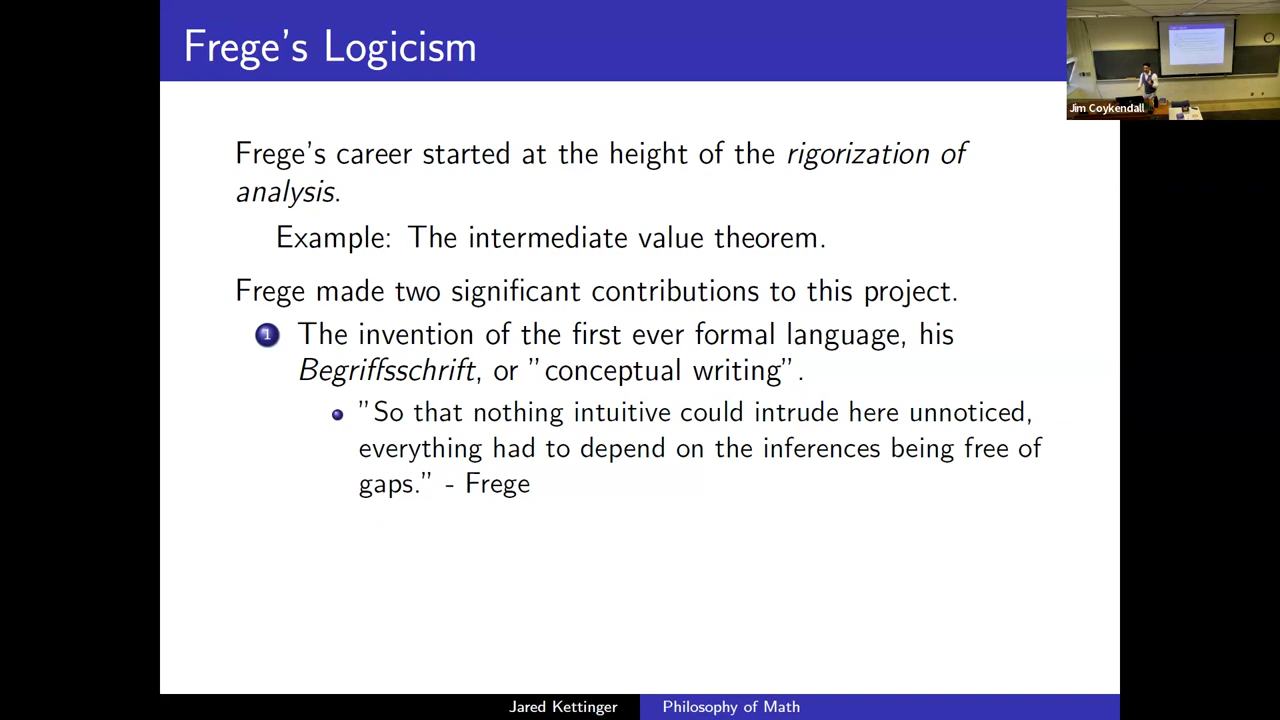 Frege's Logicism
Jim Coykendall
Frege's career started at the height of the rigorization of
analysis.
Example: The intermediate value theorem.
Frege made two significant contributions to this project.
1 The invention of the first ever formal language, his
Begriffsschrift, or ”conceptual writing”.
”So that nothing intuitive could intrude here unnoticed,
everything had to depend on the inferences being free of
gaps.” - Frege
Jared Kettinger
Philosophy of Math